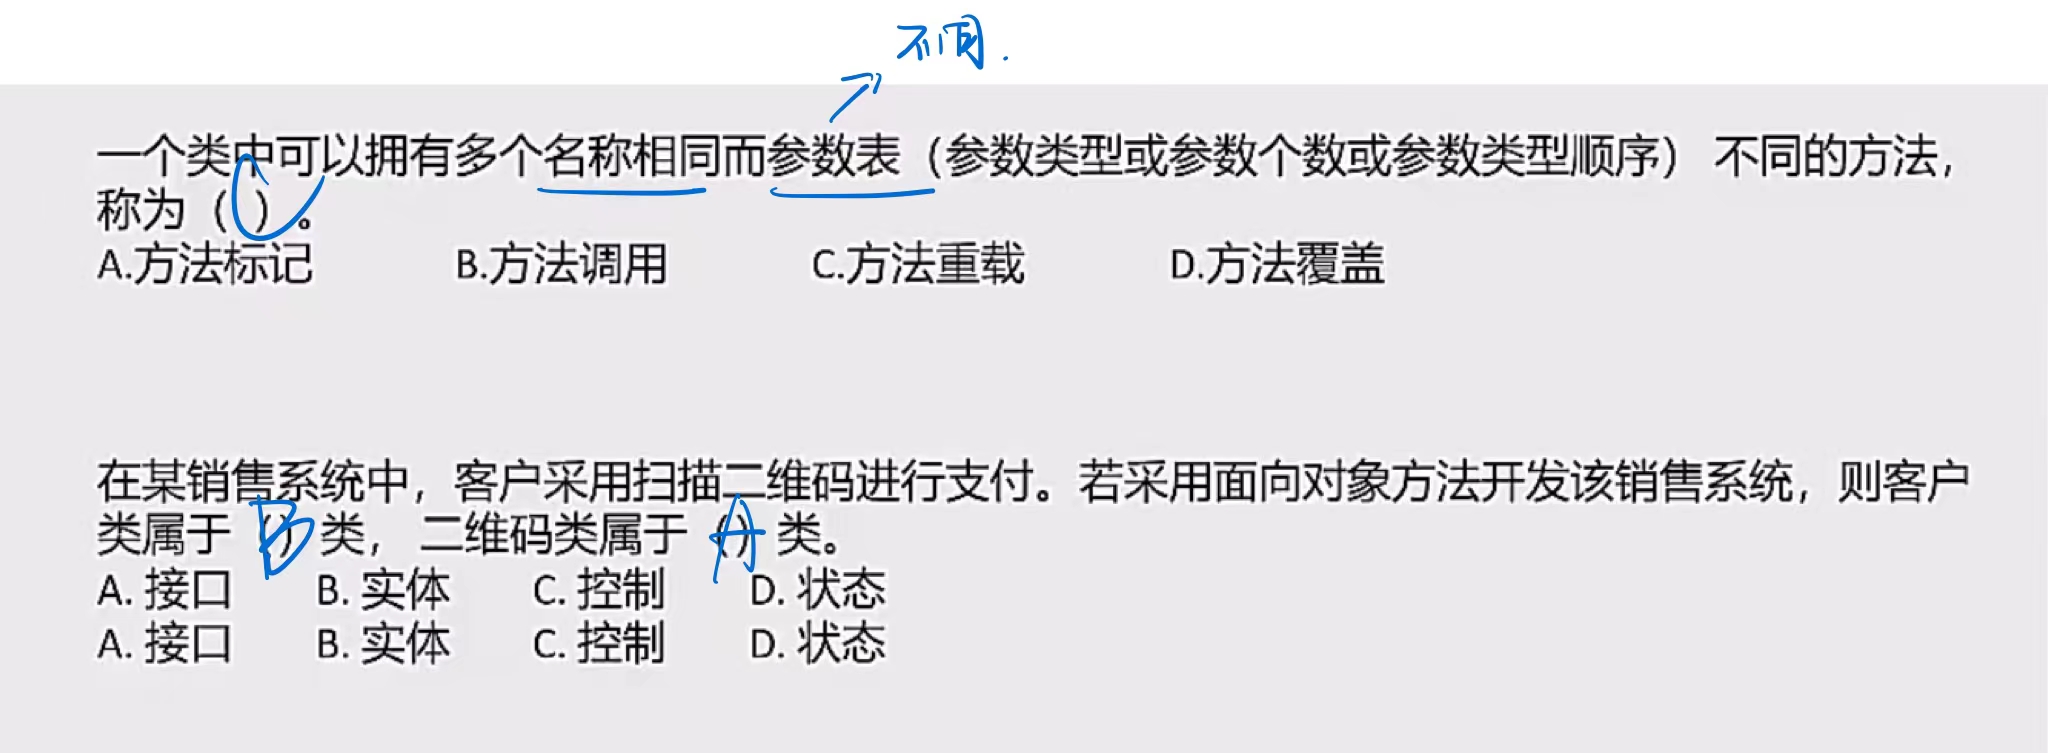 不同.
一个类中可以拥有多个名称相同而参数表（参数类型或参数个数或参数类型顺序） 不同的方法，
称为（ ）。
C
A.方法标记 B.方法调用 C.方法重载 D.方法覆盖
在某销售系统中，客户采用扫描二维码进行支付。若采用面向对象方法开发该销售系统，则客户
类属于（B）类， 二维码类属于（A）类。
A. 接口 B. 实体 C. 控制 D. 状态
A. 接口 B. 实体 C. 控制 D. 状态